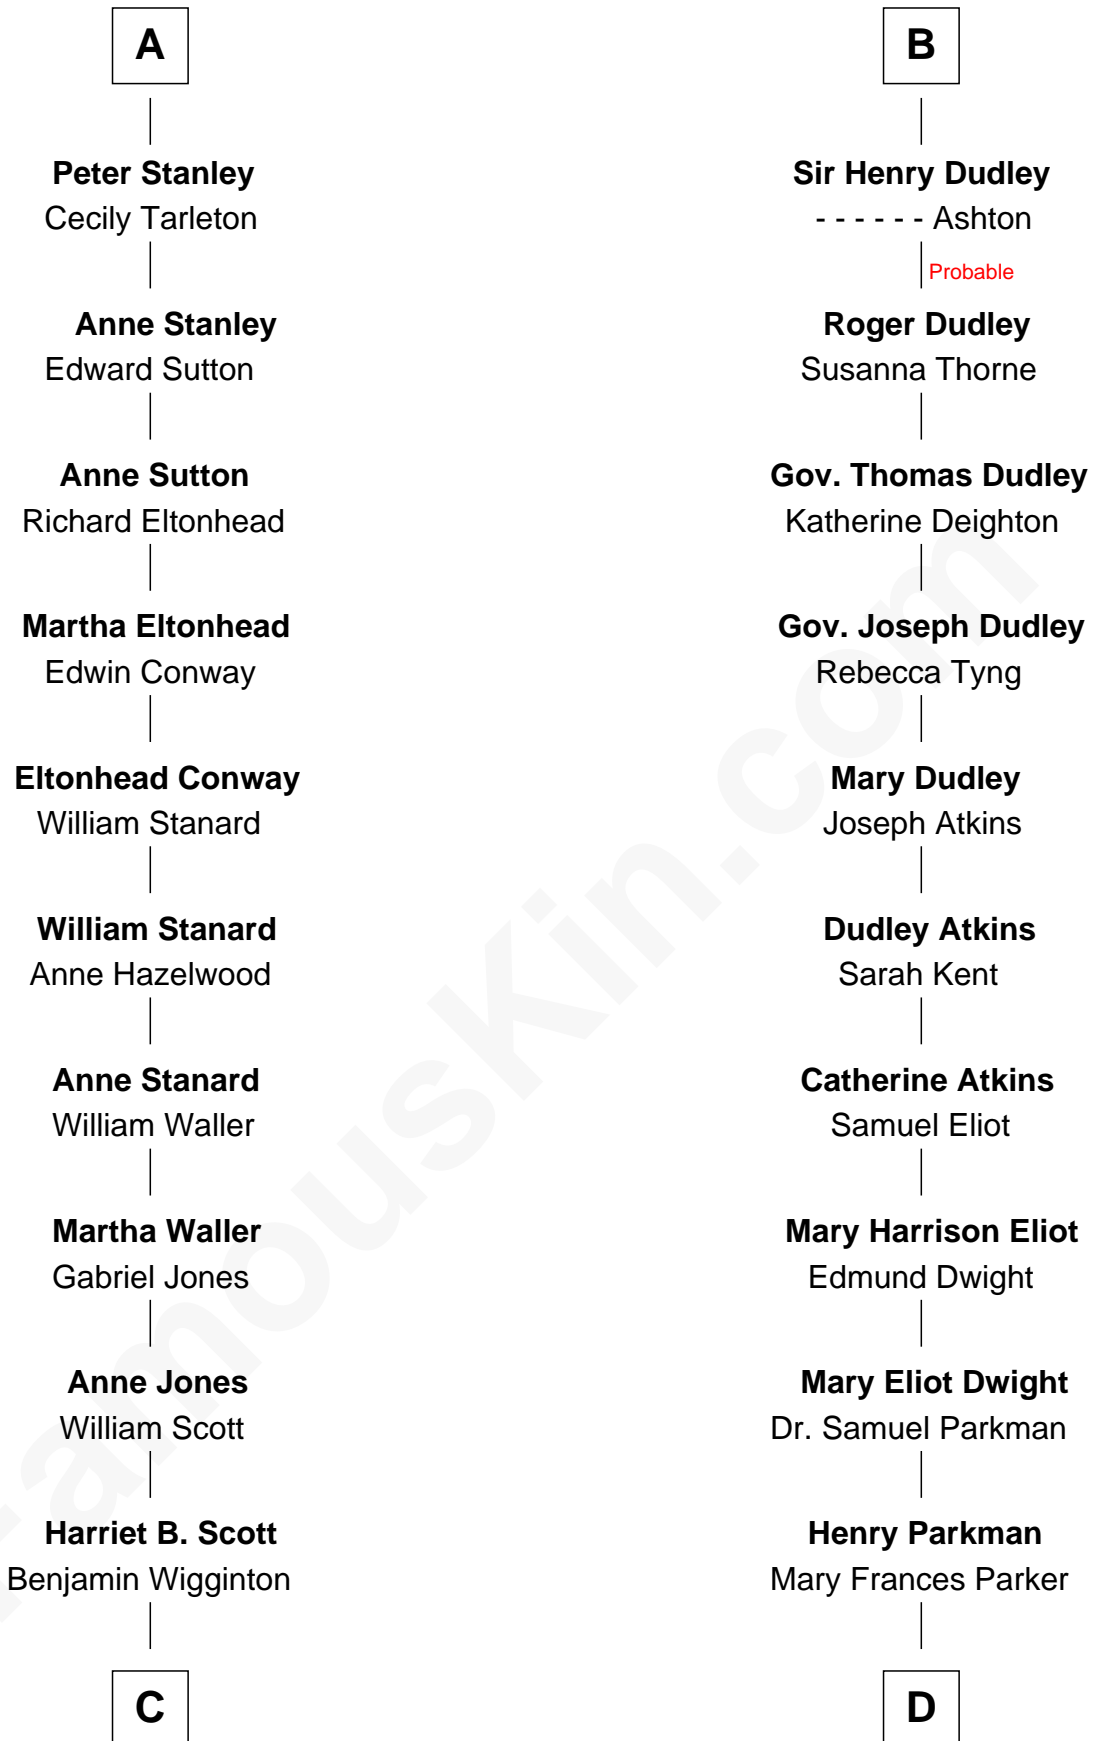 A
Peter Stanley
Cecily Tarleton
Anne Stanley
Edward Sutton
Anne Sutton
Richard Eltonhead
Martha Eltonhead
Edwin Conway
Eltonhead Conway
William Stanard
William Stanard
Anne Hazelwood
Anne Stanard
William Waller
Martha Waller
Gabriel Jones
Anne Jones
William Scott
Harriet B. Scott
Benjamin Wigginton
C
B
Sir Henry Dudley
- - - - - - Ashton
Probable
Roger Dudley
Susanna Thorne
Gov. Thomas Dudley
Katherine Deighton
Gov. Joseph Dudley
Rebecca Tyng
Mary Dudley
Joseph Atkins
Dudley Atkins
Sarah Kent
Catherine Atkins
Samuel Eliot
Mary Harrison Eliot
Edmund Dwight
Mary Eliot Dwight
Dr. Samuel Parkman
Henry Parkman
Mary Frances Parker
D
FamousKin.com